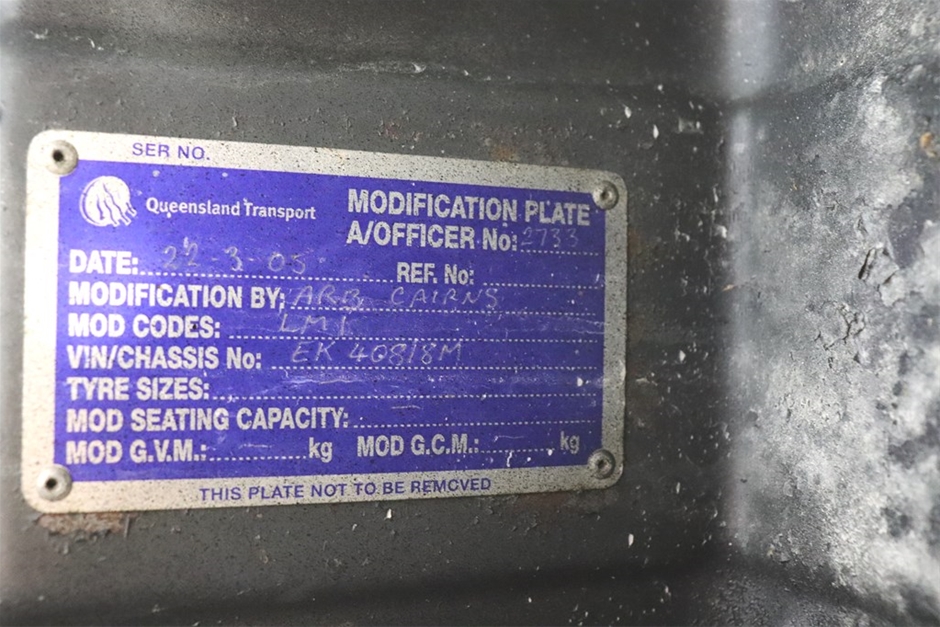 SER NO.
Queensland Transport
MODIFICATION PLATE
A/OFFICER No: 2733
DATE: 22-3-05
REF. No:
MODIFICATION BY: ARB CAIRNS
MOD CODES: LM1
VIN/CHASSIS No: EK 40818M
TYRE SIZES:
MOD SEATING CAPACITY:
MOD G.V.M.: — kg MOD G.C.M.: — kg
THIS PLATE NOT TO BE REMOVED